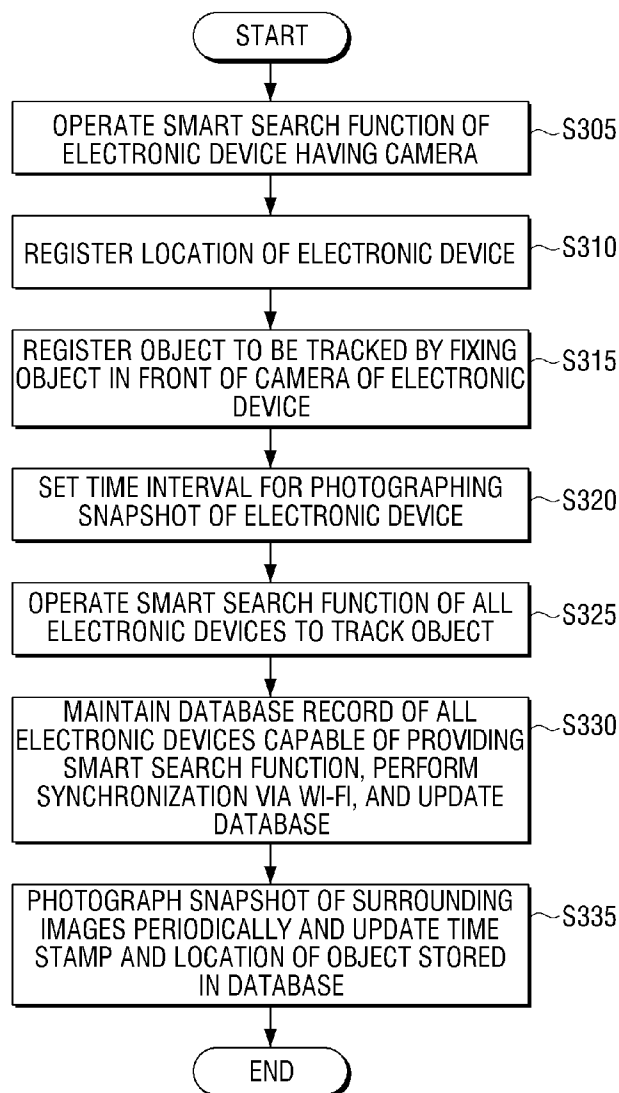 START
OPERATE SMART SEARCH FUNCTION OF
ELECTRONIC DEVICE HAVING CAMERA
S305
REGISTER LOCATION OF ELECTRONIC DEVICE
S310
REGISTER OBJECT TO BE TRACKED BY FIXING
OBJECT IN FRONT OF CAMERA OF ELECTRONIC
DEVICE
S315
SET TIME INTERVAL FOR PHOTOGRAPHING
SNAPSHOT OF ELECTRONIC DEVICE
S320
OPERATE SMART SEARCH FUNCTION OF ALL
ELECTRONIC DEVICES TO TRACK OBJECT
S325
MAINTAIN DATABASE RECORD OF ALL
ELECTRONIC DEVICES CAPABLE OF PROVIDING
SMART SEARCH FUNCTION, PERFORM
SYNCHRONIZATION VIA WI-FI, AND UPDATE
DATABASE
S330
PHOTOGRAPH SNAPSHOT OF SURROUNDING
IMAGES PERIODICALLY AND UPDATE TIME
STAMP AND LOCATION OF OBJECT STORED
IN DATABASE
S335
END